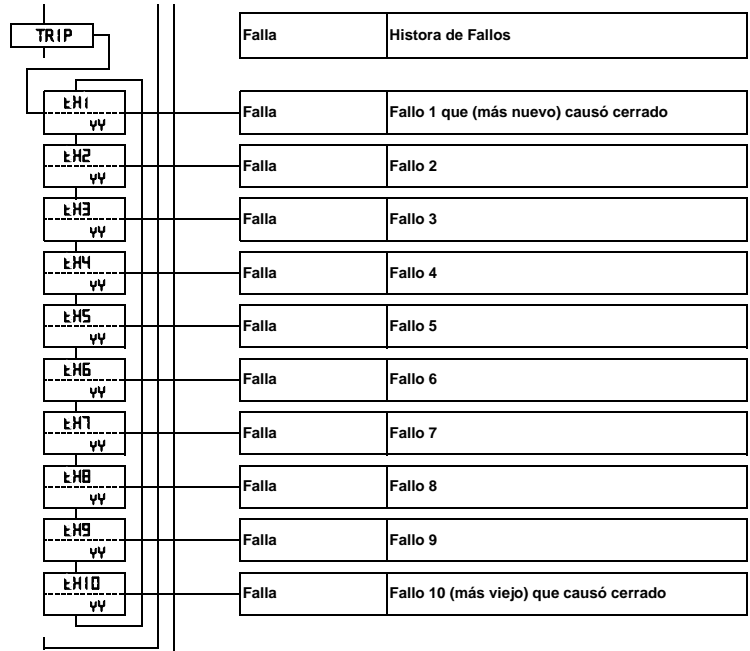 TRIP
Falla Histora de Fallos
tH1
YY
Falla Fallo 1 que (más nuevo) causó cerrado
tH2
YY
Falla Fallo 2
tH3
YY
Falla Fallo 3
tH4
YY
Falla Fallo 4
tH5
YY
Falla Fallo 5
tH6
YY
Falla Fallo 6
tH7
YY
Falla Fallo 7
tH8
YY
Falla Fallo 8
tH9
YY
Falla Fallo 9
tH10
YY
Falla Fallo 10 (más viejo) que causó cerrado